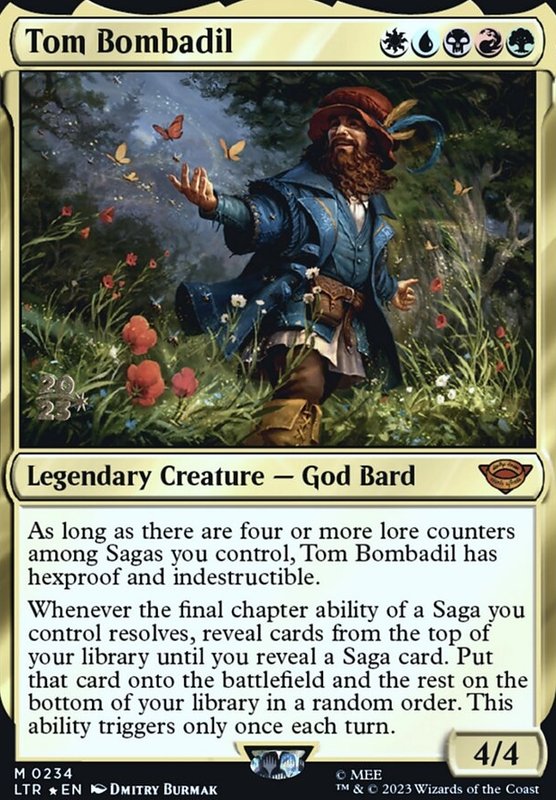 Tom Bombadil
20
23
Legendary Creature — God Bard
As long as there are four or more lore counters
among Sagas you control, Tom Bombadil has
hexproof and indestructible.
Whenever the final chapter ability of a Saga you
control resolves, reveal cards from the top of
your library until you reveal a Saga card. Put
that card onto the battlefield and the rest on the
bottom of your library in a random order. This
ability triggers only once each turn.
4/4
M 0234
LTR ★ EN Dmitry Burmak
© MEE
™ & © 2023 Wizards of the Coast